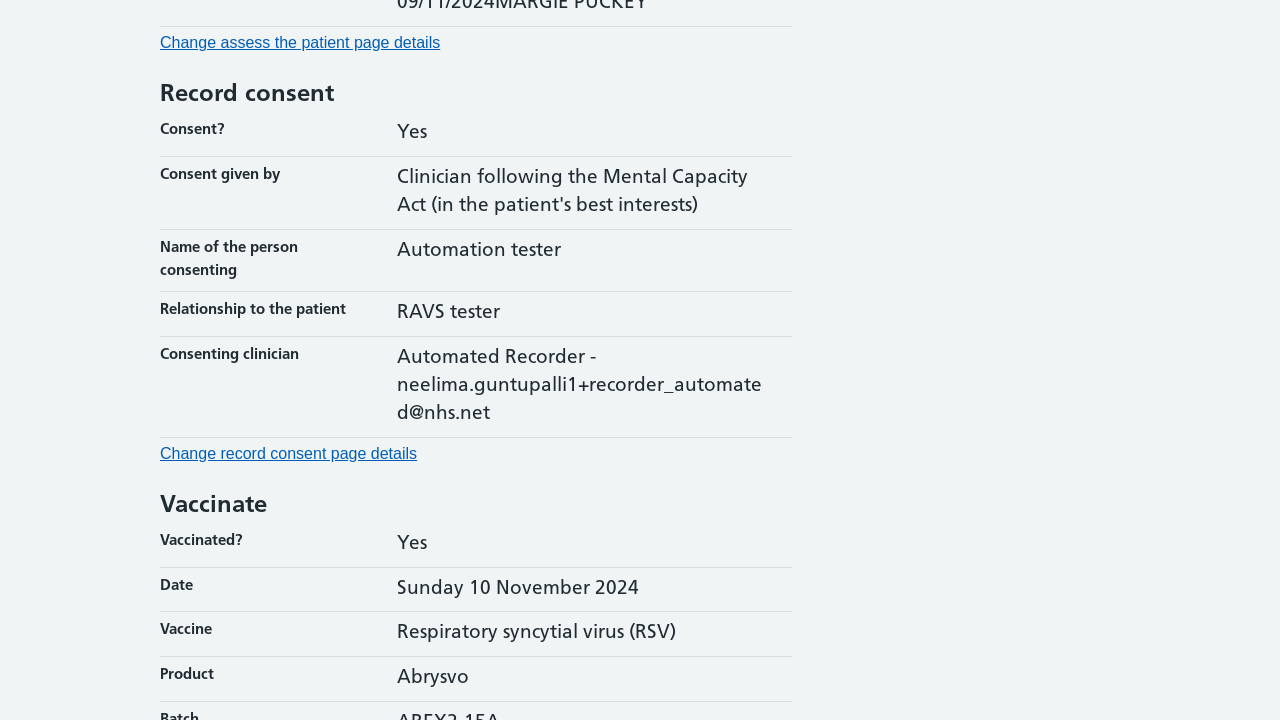 09/11/2024MARGIE PUCKEY
Change assess the patient page details
Record consent
Consent?
Yes
Consent given by
Clinician following the Mental Capacity
Act (in the patient's best interests)
Name of the person
consenting
Automation tester
Relationship to the patient
RAVS tester
Consenting clinician
Automated Recorder -
neelima.guntupalli1+recorder_automate
d@nhs.net
Change record consent page details
Vaccinate
Vaccinated?
Yes
Date
Sunday 10 November 2024
Vaccine
Respiratory syncytial virus (RSV)
Product
Abrysvo
Batch